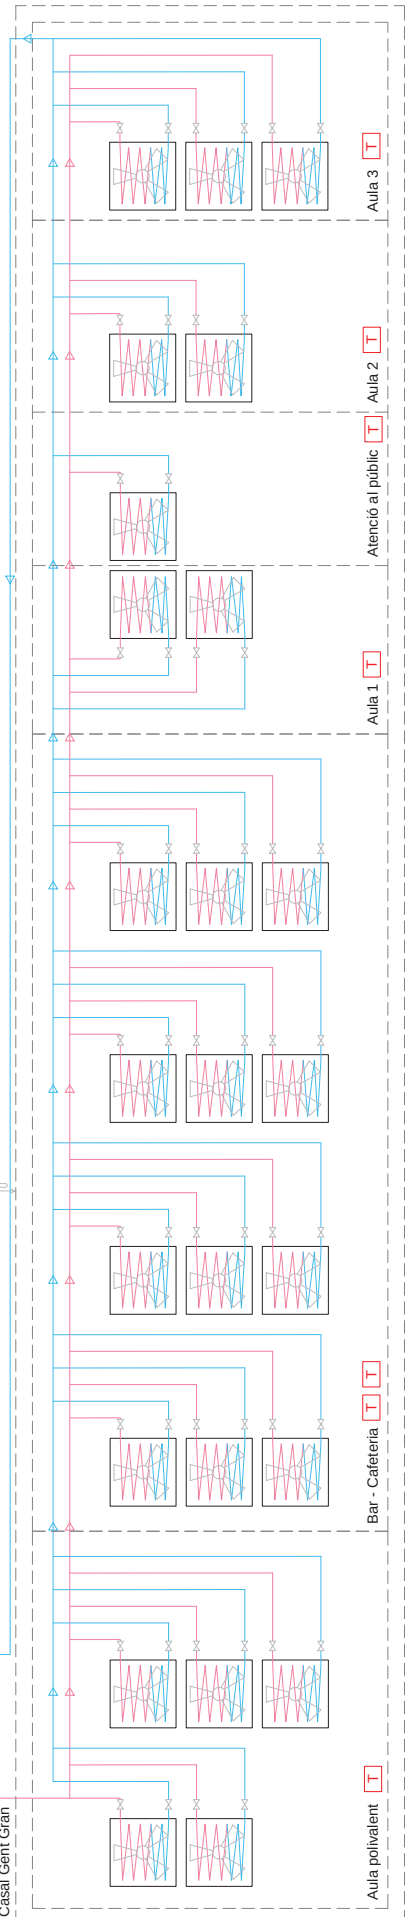 Aula 3 T
Aula 2 T
Atenció al públic T
Aula 1 T
Bar - Cafeteria T T
Aula polivalent T
Casal Gent Gran